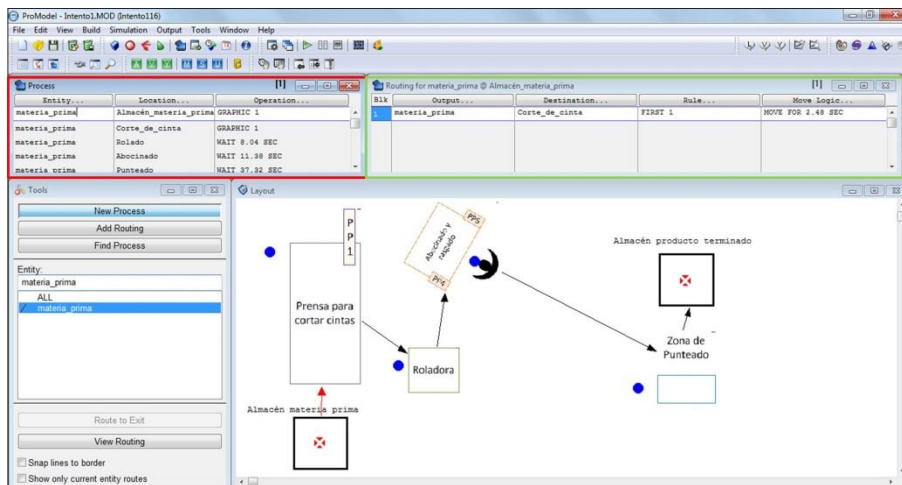 ProModel - Intento1.MOD (Intento116)
File Edit View Build Simulation Output Tools Window Help
Process [1]
Entity... Location... Operation...
materia_prima Almacén_materia_prima GRAPHIC 1
materia_prima Corte_de_cinta GRAPHIC 1
materia_prima Rolado WAIT 8.04 SEC
materia_prima Abocinado WAIT 11.38 SEC
materia_prima Punteado WAIT 37.32 SEC
Routing for materia_prima @ Almacén_materia_prima [1]
Blk Output... Destination... Rule... Move Logic...
1 materia_prima Corte_de_cinta FIRST 1 MOVE FOR 2.48 SEC
Tools
New Process
Add Routing
Find Process
Entity:
materia_prima
ALL
materia_prima
Route to Exit
View Routing
Snap lines to border
Show only current entity routes
Layout
P
P
1
Prensa para
cortar cintas
PP5
Abocinado y
rasgado
PP4
Roladora
Almacén producto terminado
Zona de
Punteado
Almacén materia prima